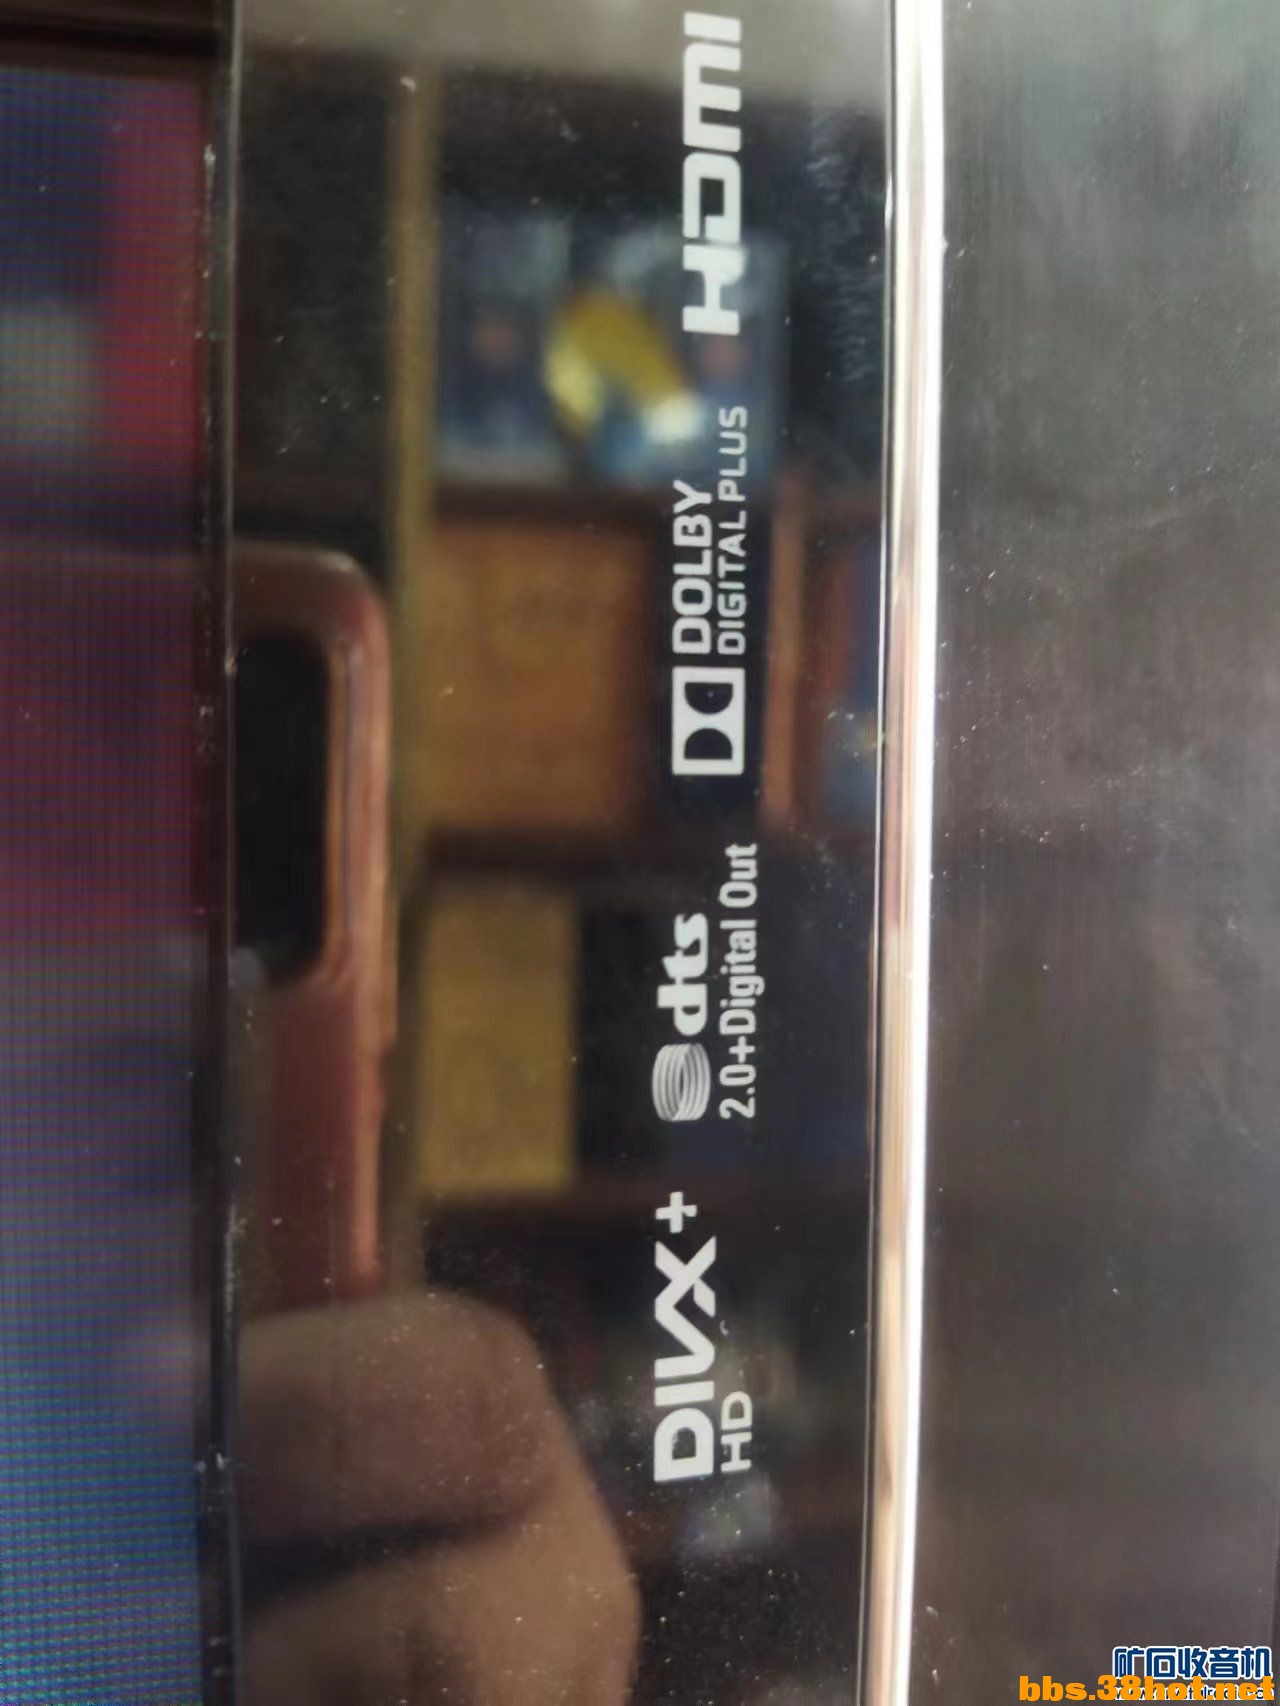 DIVX+
HD
dts
2.0+Digital Out
DOLBY
DIGITAL PLUS
HDMI
矿石收音机
bbs.38hot.net